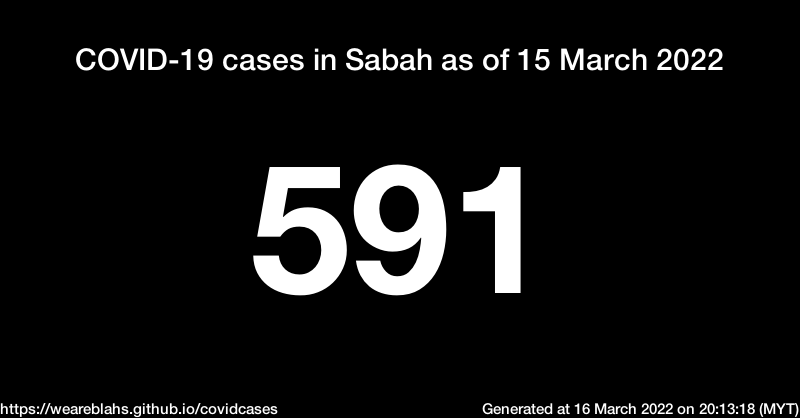 COVID-19 cases in Sabah as of 15 March 2022
591
https://weareblahs.github.io/covidcases
Generated at 16 March 2022 on 20:13:18 (MYT)